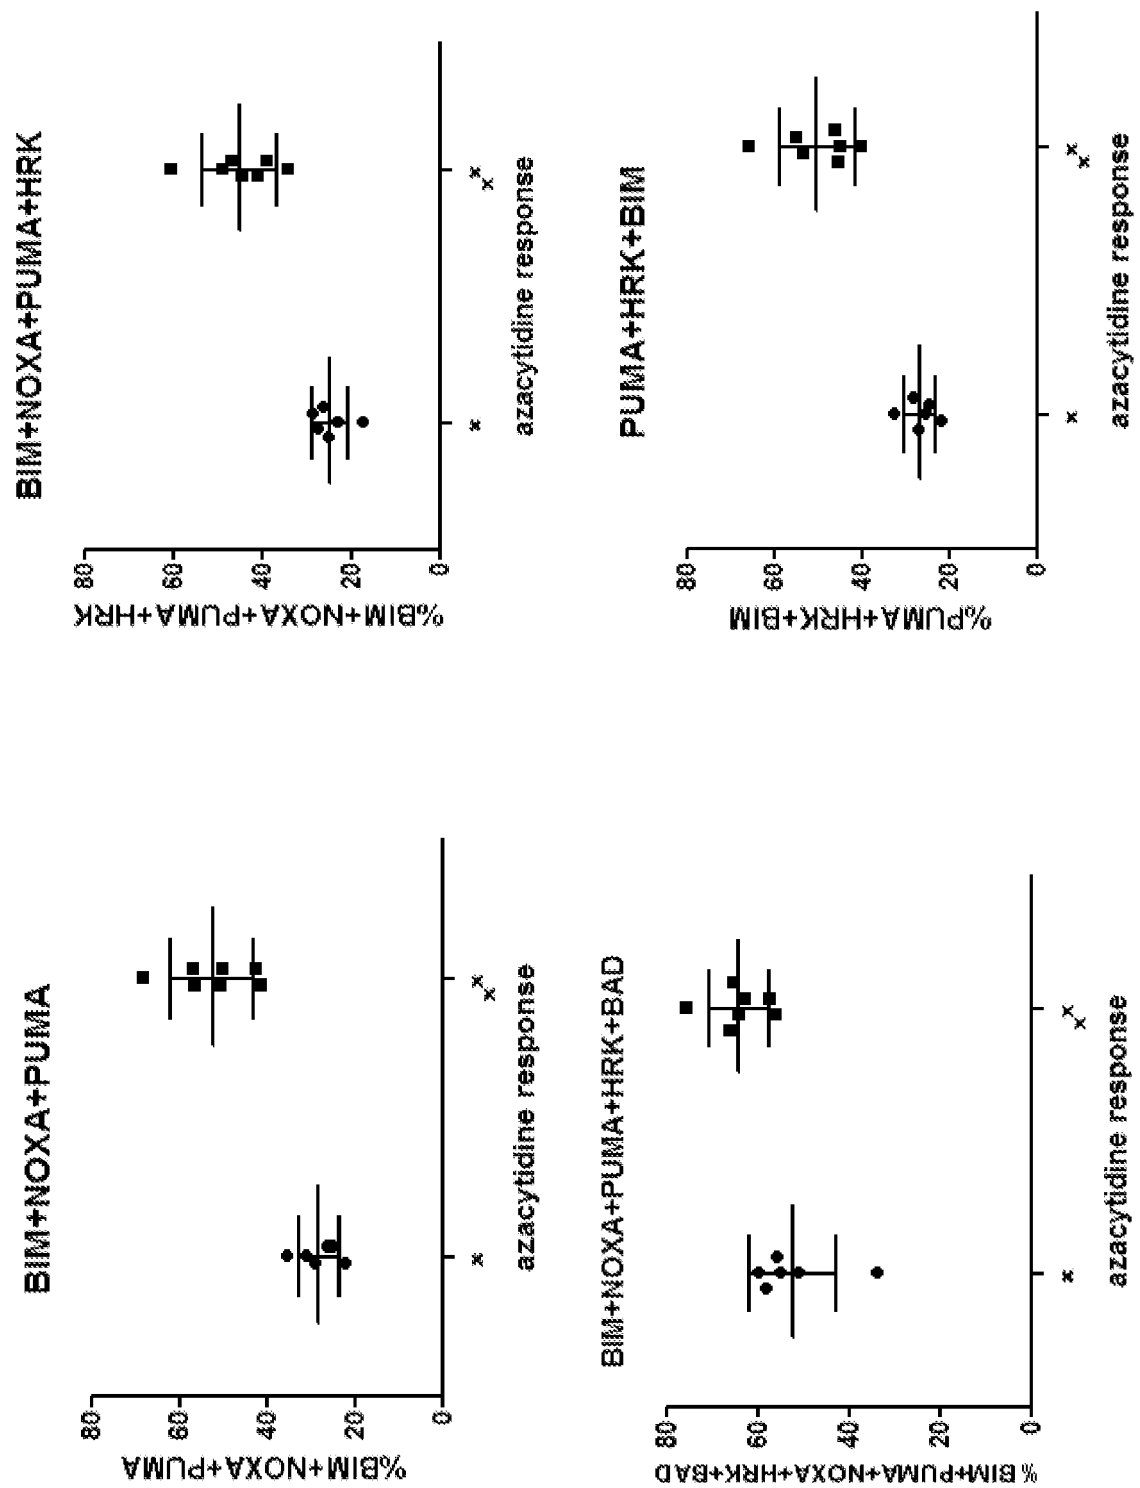 BIM+NOXA+PUMA
%BIM+NOXA+PUMA
80
60
40
20
0
x
x
x
azacytidine response
BIM+NOXA+PUMA+HRK
%BIM+NOXA+PUMA+HRK
80
60
40
20
0
x
x
x
azacytidine response
BIM+NOXA+PUMA+HRK+BAD
% BIM+PUMA+NOXA+HRK+BAD
80
60
40
20
0
x
x
x
azacytidine response
PUMA+HRK+BIM
%PUMA+HRK+BIM
80
60
40
20
0
x
x
x
azacytidine response